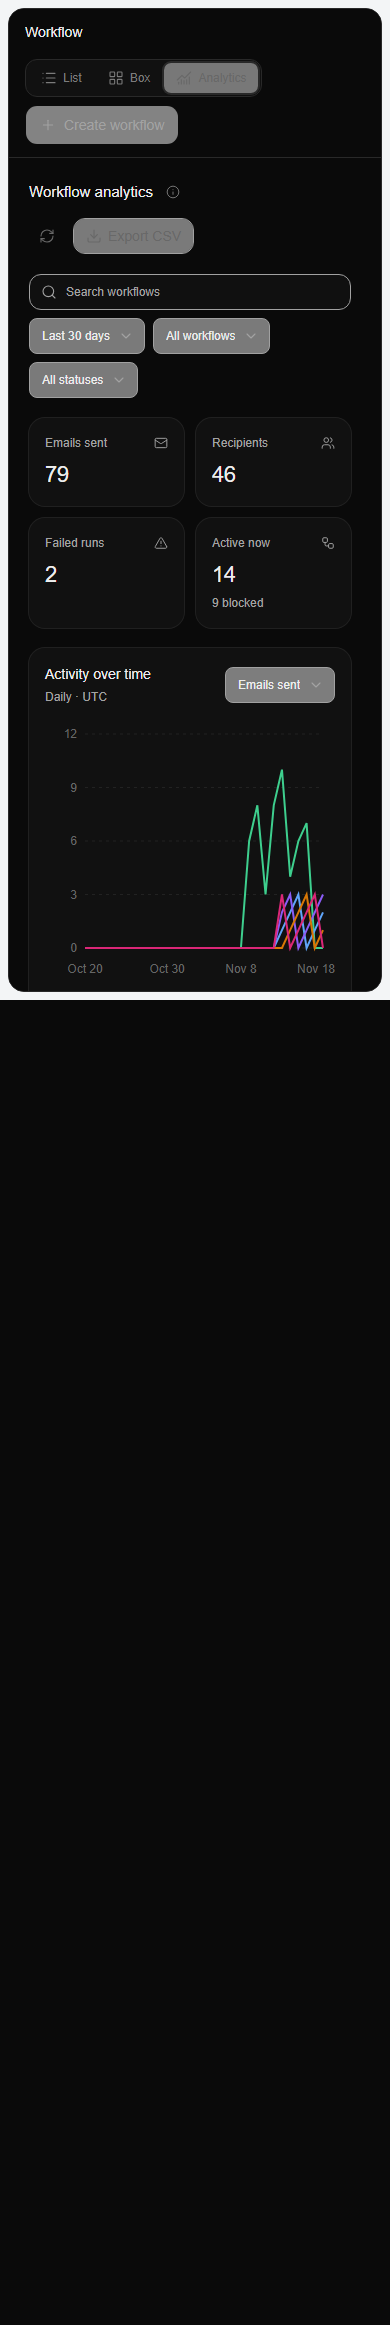 Workflow
List Box Analytics
Create workflow
Workflow analytics
Export CSV
Search workflows
Last 30 days All workflows
All statuses
Emails sent Recipients
79 46
Failed runs Active now
2 14
9 blocked
Activity over time
Daily · UTC
Emails sent
12
9
6
3
0
Oct 20 Oct 30 Nov 8 Nov 18